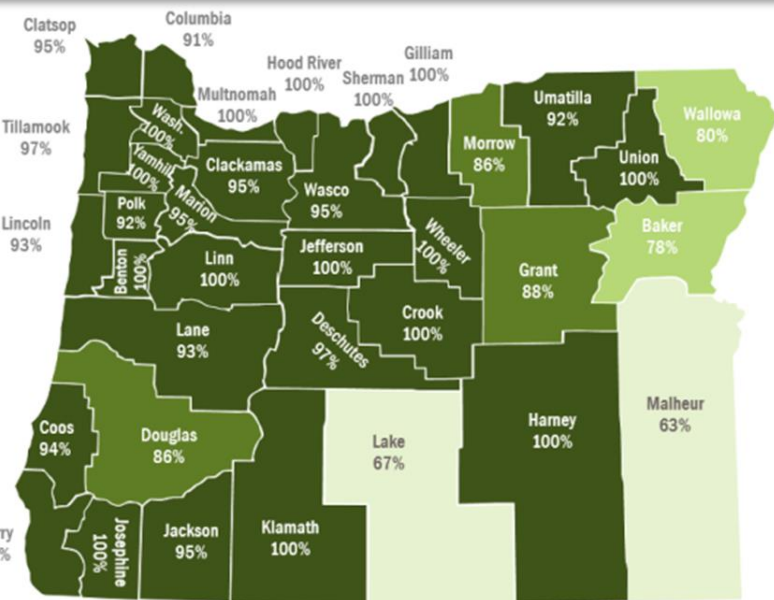 Clatsop
95%
Columbia
91%
Multnomah
100%
Hood River
100%
Sherman
100%
Gilliam
100%
Tillamook
97%
Wash.
100%
Yamhill
100%
Clackamas
95%
Marion
95%
Polk
92%
Lincoln
93%
Benton
100%
Linn
100%
Wasco
95%
Jefferson
100%
Wheeler
100%
Morrow
86%
Umatilla
92%
Union
100%
Wallowa
80%
Baker
78%
Grant
88%
Crook
100%
Deschutes
97%
Lane
93%
Coos
94%
Douglas
86%
Lake
67%
Harney
100%
Malheur
63%
ry
%
Josephine
100%
Jackson
95%
Klamath
100%